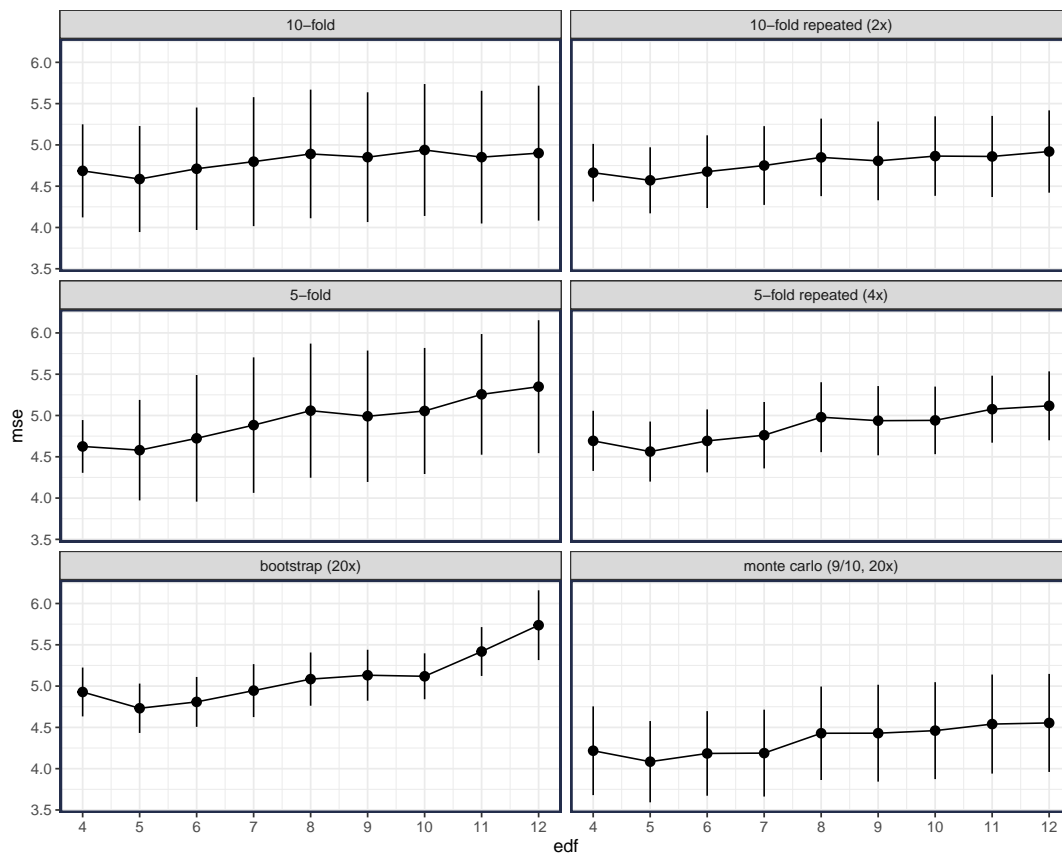 10−fold
10−fold repeated (2x)
6.0
5.5
5.0
4.5
4.0
3.5
5−fold
5−fold repeated (4x)
6.0
5.5
5.0
4.5
4.0
3.5
mse
bootstrap (20x)
monte carlo (9/10, 20x)
6.0
5.5
5.0
4.5
4.0
3.5
4 5 6 7 8 9 10 11 12
4 5 6 7 8 9 10 11 12
edf